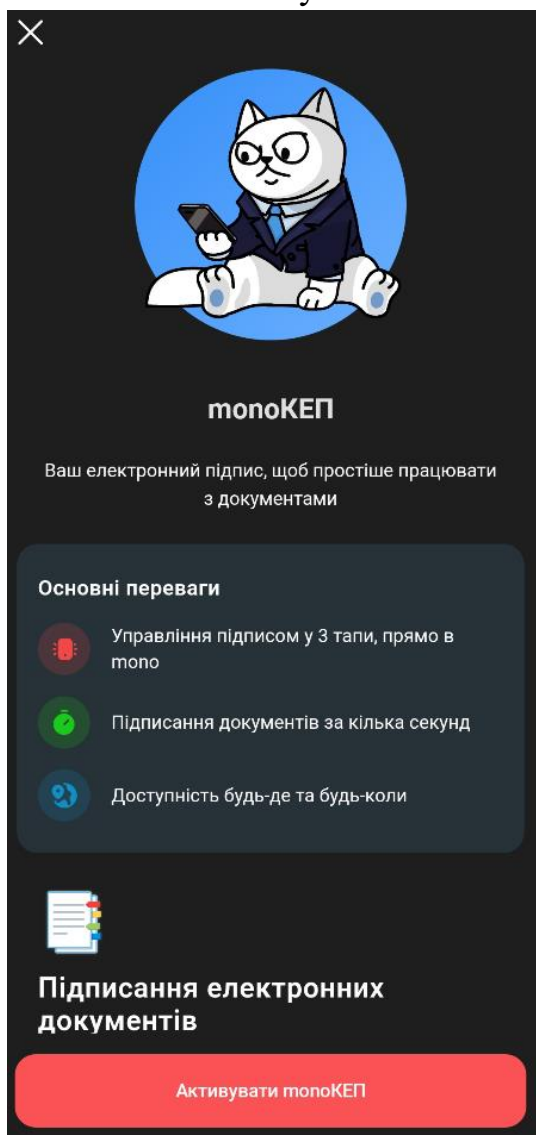 monoКЕП
Ваш електронний підпис, щоб простіше працювати
з документами
Основні переваги
Управління підписом у 3 тапи, прямо в
mono
Підписання документів за кілька секунд
Доступність будь-де та будь-коли
Підписання електронних
документів
Активувати monoКЕП